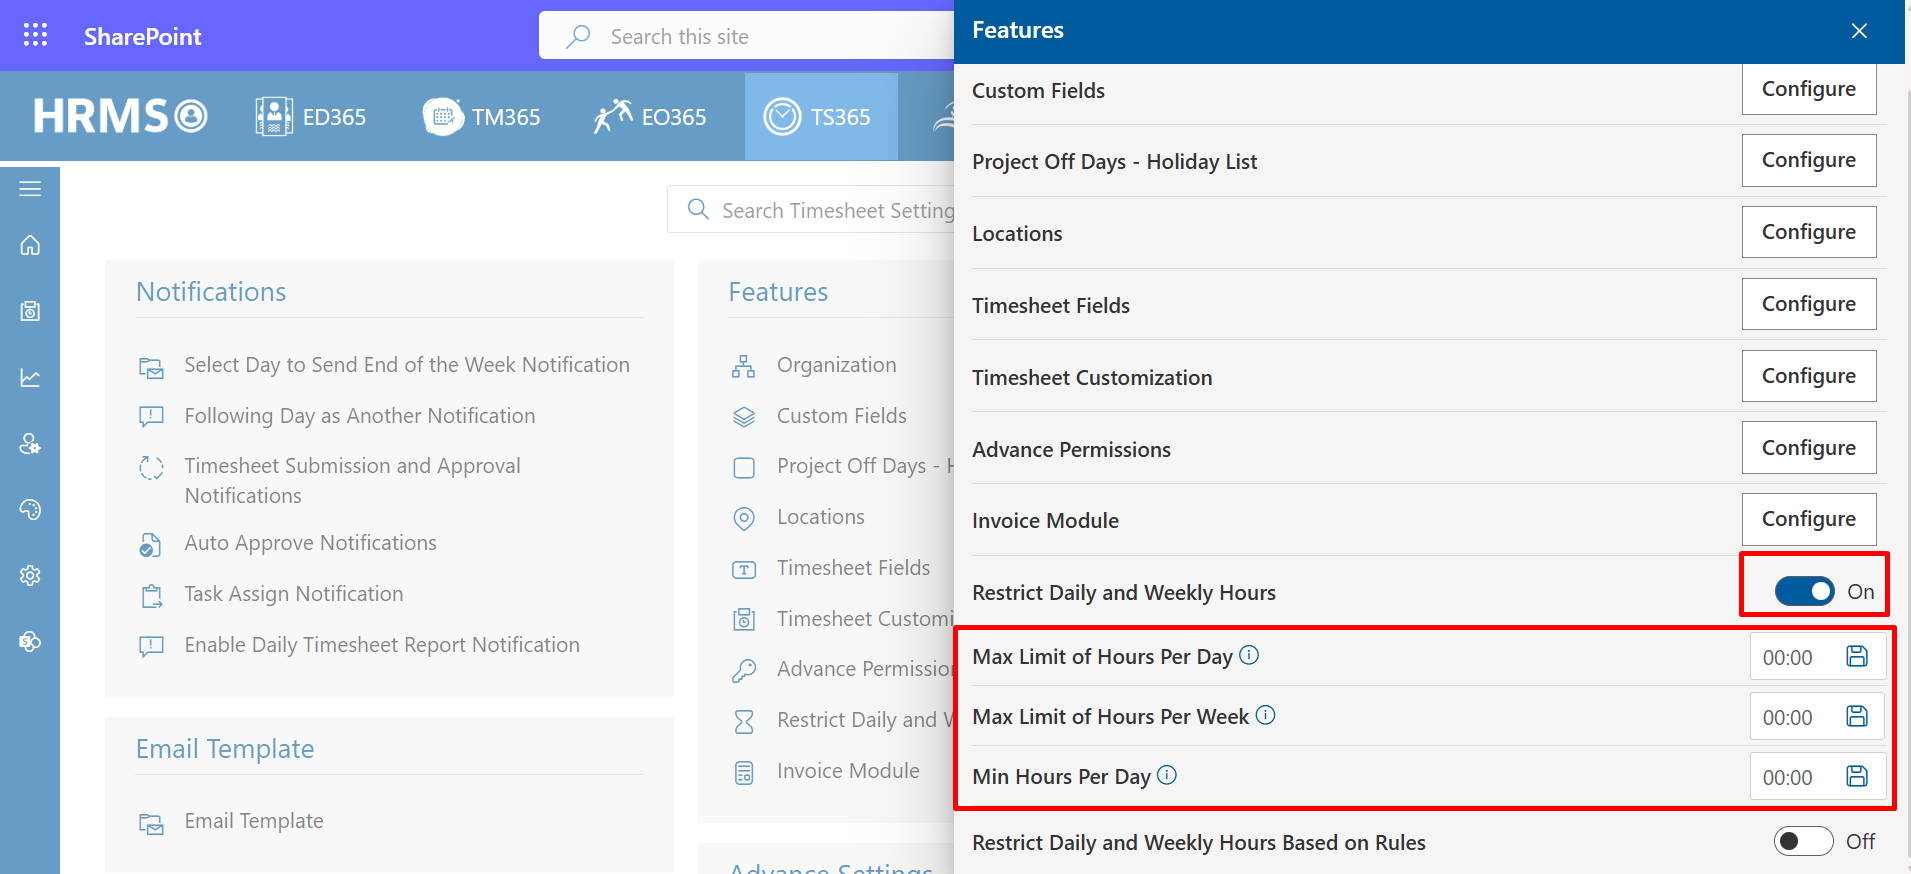 SharePoint
Search this site
HRMS
ED365
TM365
EO365
TS365
Search Timesheet Setting
Notifications
Select Day to Send End of the Week Notification
Following Day as Another Notification
Timesheet Submission and Approval
Notifications
Auto Approve Notifications
Task Assign Notification
Enable Daily Timesheet Report Notification
Email Template
Email Template
Features
Organization
Custom Fields
Project Off Days - H
Locations
Timesheet Fields
Timesheet Customi
Advance Permission
Restrict Daily and W
Invoice Module
Advance Settings
Features
Custom Fields Configure
Project Off Days - Holiday List Configure
Locations Configure
Timesheet Fields Configure
Timesheet Customization Configure
Advance Permissions Configure
Invoice Module Configure
Restrict Daily and Weekly Hours On
Max Limit of Hours Per Day 00:00
Max Limit of Hours Per Week 00:00
Min Hours Per Day 00:00
Restrict Daily and Weekly Hours Based on Rules Off